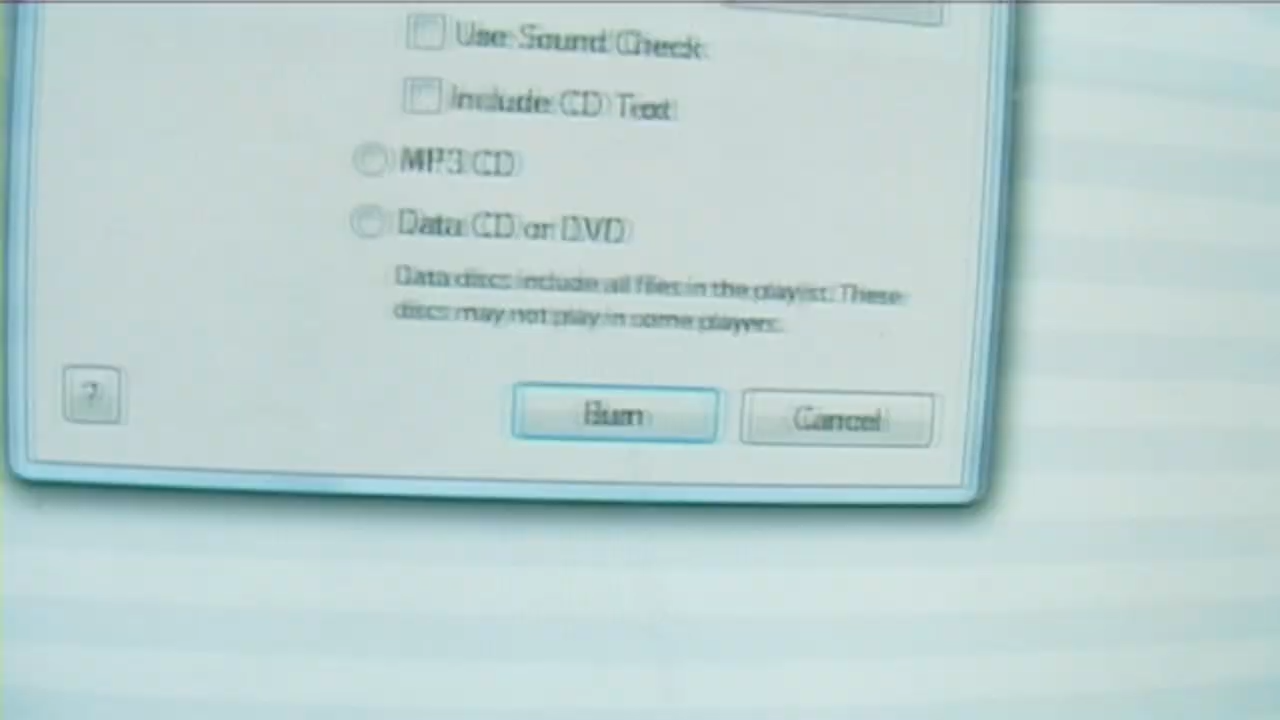 Use Sound Check
Include CD Text
MP3 CD
Data CD or DVD
Data discs include all files in the playlist. These
discs may not play in some players.
?
Burn
Cancel